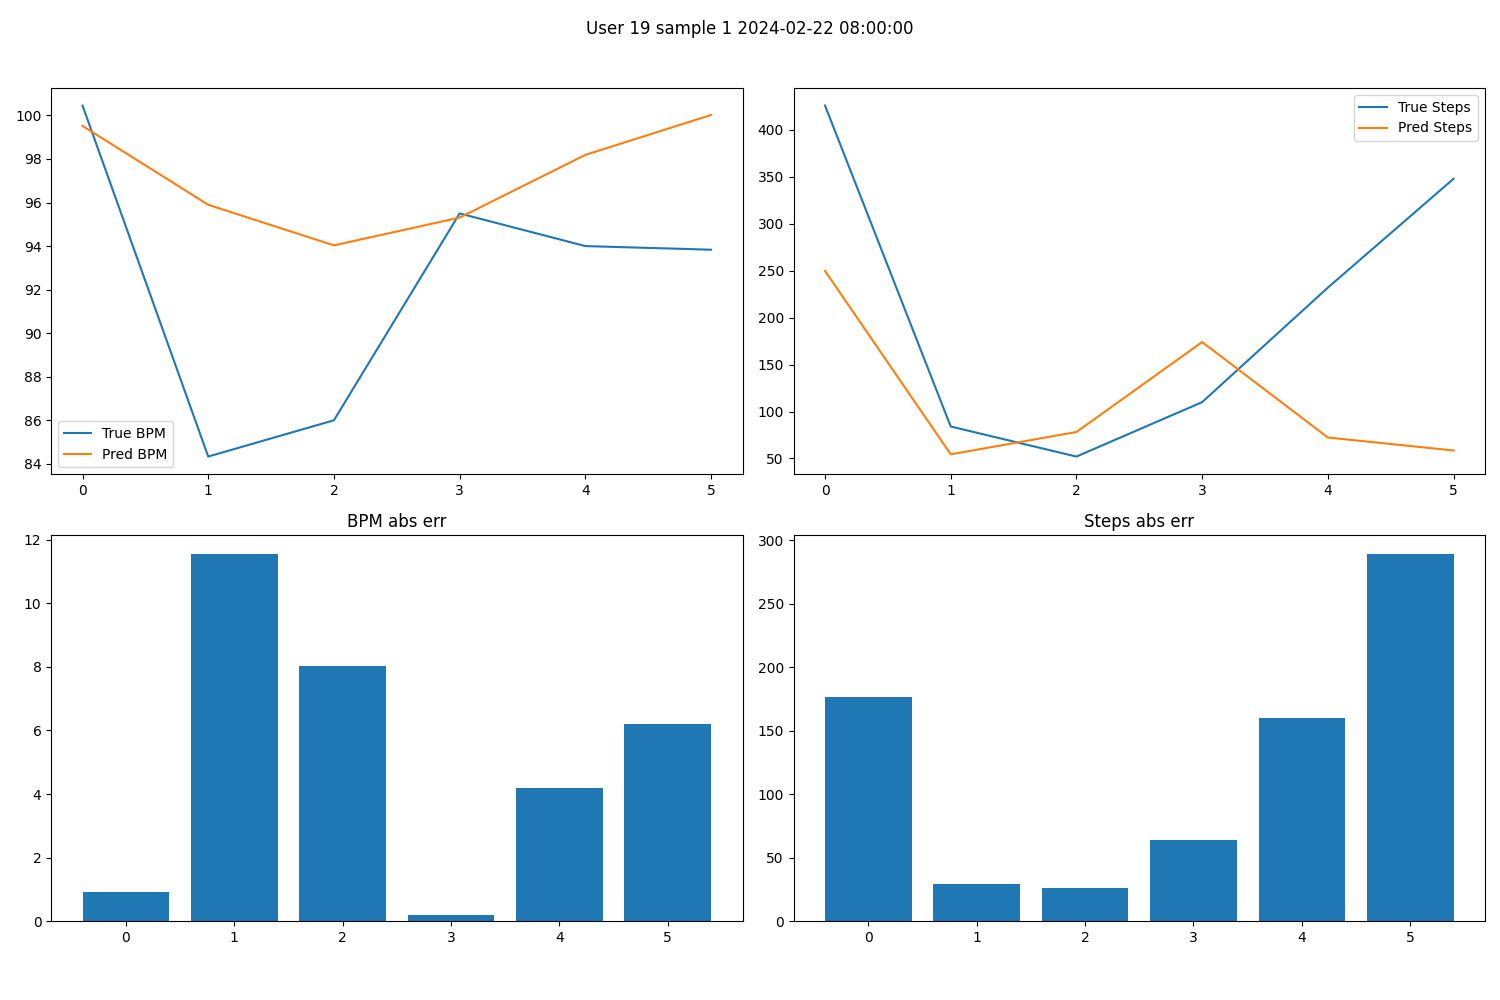 User 19 sample 1 2024-02-22 08:00:00
100
98
96
94
92
90
88
86
84
True BPM
Pred BPM
0 1 2 3 4 5
400
350
300
250
200
150
100
50
True Steps
Pred Steps
0 1 2 3 4 5
BPM abs err
12
10
8
6
4
2
0
0 1 2 3 4 5
Steps abs err
300
250
200
150
100
50
0
0 1 2 3 4 5